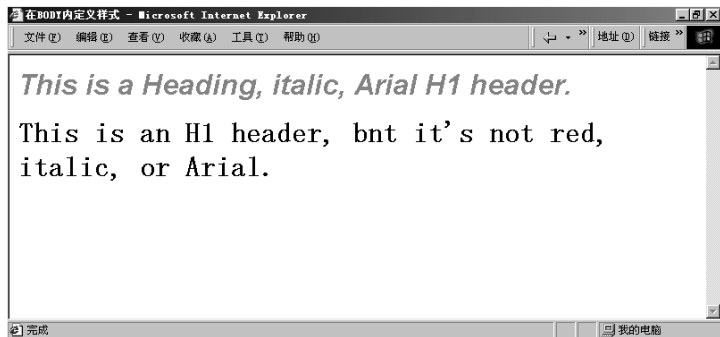 在BODY内定义样式 - Microsoft Internet Explorer
文件(F) 编辑(E) 查看(V) 收藏(A) 工具(T) 帮助(H) » 地址(D) 链接 »
This is a Heading, italic, Arial H1 header.
This is an H1 header, bnt it's not red,
italic, or Arial.
完成 我的电脑